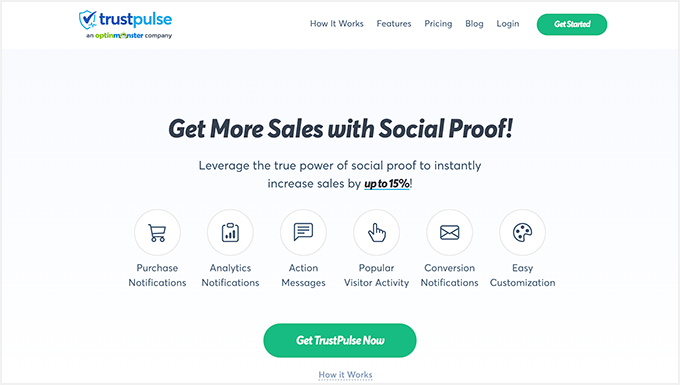 trustpulse
an optinmonster company
How It Works Features Pricing Blog Login Get Started
Get More Sales with Social Proof!
Leverage the true power of social proof to instantly
increase sales by up to 15%!
Purchase
Notifications
Analytics
Notifications
Action
Messages
Popular
Visitor Activity
Conversion
Notifications
Easy
Customization
Get TrustPulse Now
How it Works